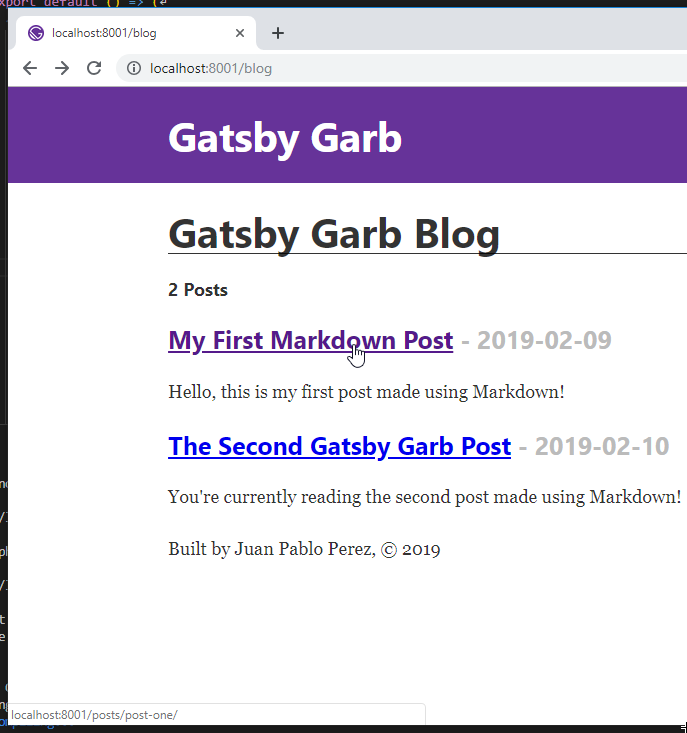 export default () => (
localhost:8001/blog
localhost:8001/blog
Gatsby Garb
Gatsby Garb Blog
2 Posts
My First Markdown Post - 2019-02-09
Hello, this is my first post made using Markdown!
The Second Gatsby Garb Post - 2019-02-10
You're currently reading the second post made using Markdown!
Built by Juan Pablo Perez, © 2019
localhost:8001/posts/post-one/